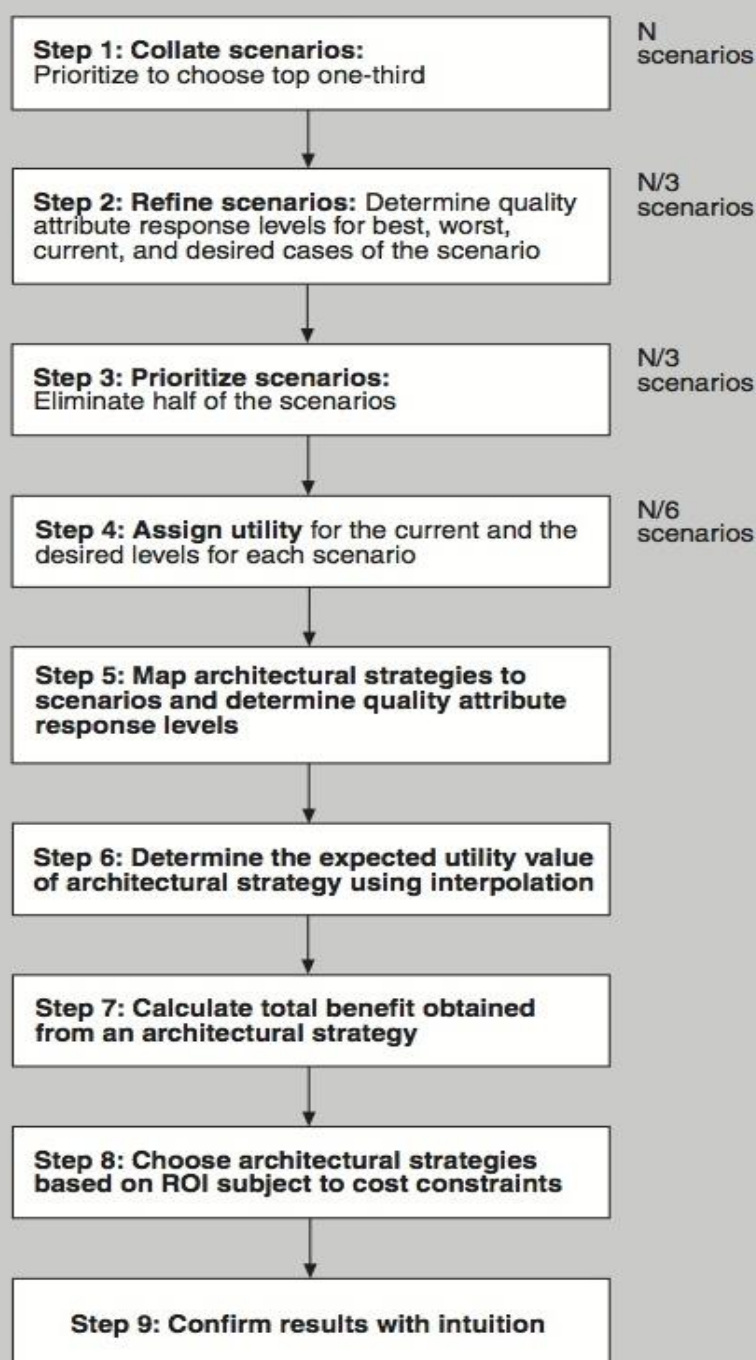 Step 1: Collate scenarios:
Prioritize to choose top one-third
N
scenarios
Step 2: Refine scenarios: Determine quality
attribute response levels for best, worst,
current, and desired cases of the scenario
N/3
scenarios
Step 3: Prioritize scenarios:
Eliminate half of the scenarios
N/3
scenarios
Step 4: Assign utility for the current and the
desired levels for each scenario
N/6
scenarios
Step 5: Map architectural strategies to
scenarios and determine quality attribute
response levels
Step 6: Determine the expected utility value
of architectural strategy using interpolation
Step 7: Calculate total benefit obtained
from an architectural strategy
Step 8: Choose architectural strategies
based on ROI subject to cost constraints
Step 9: Confirm results with intuition